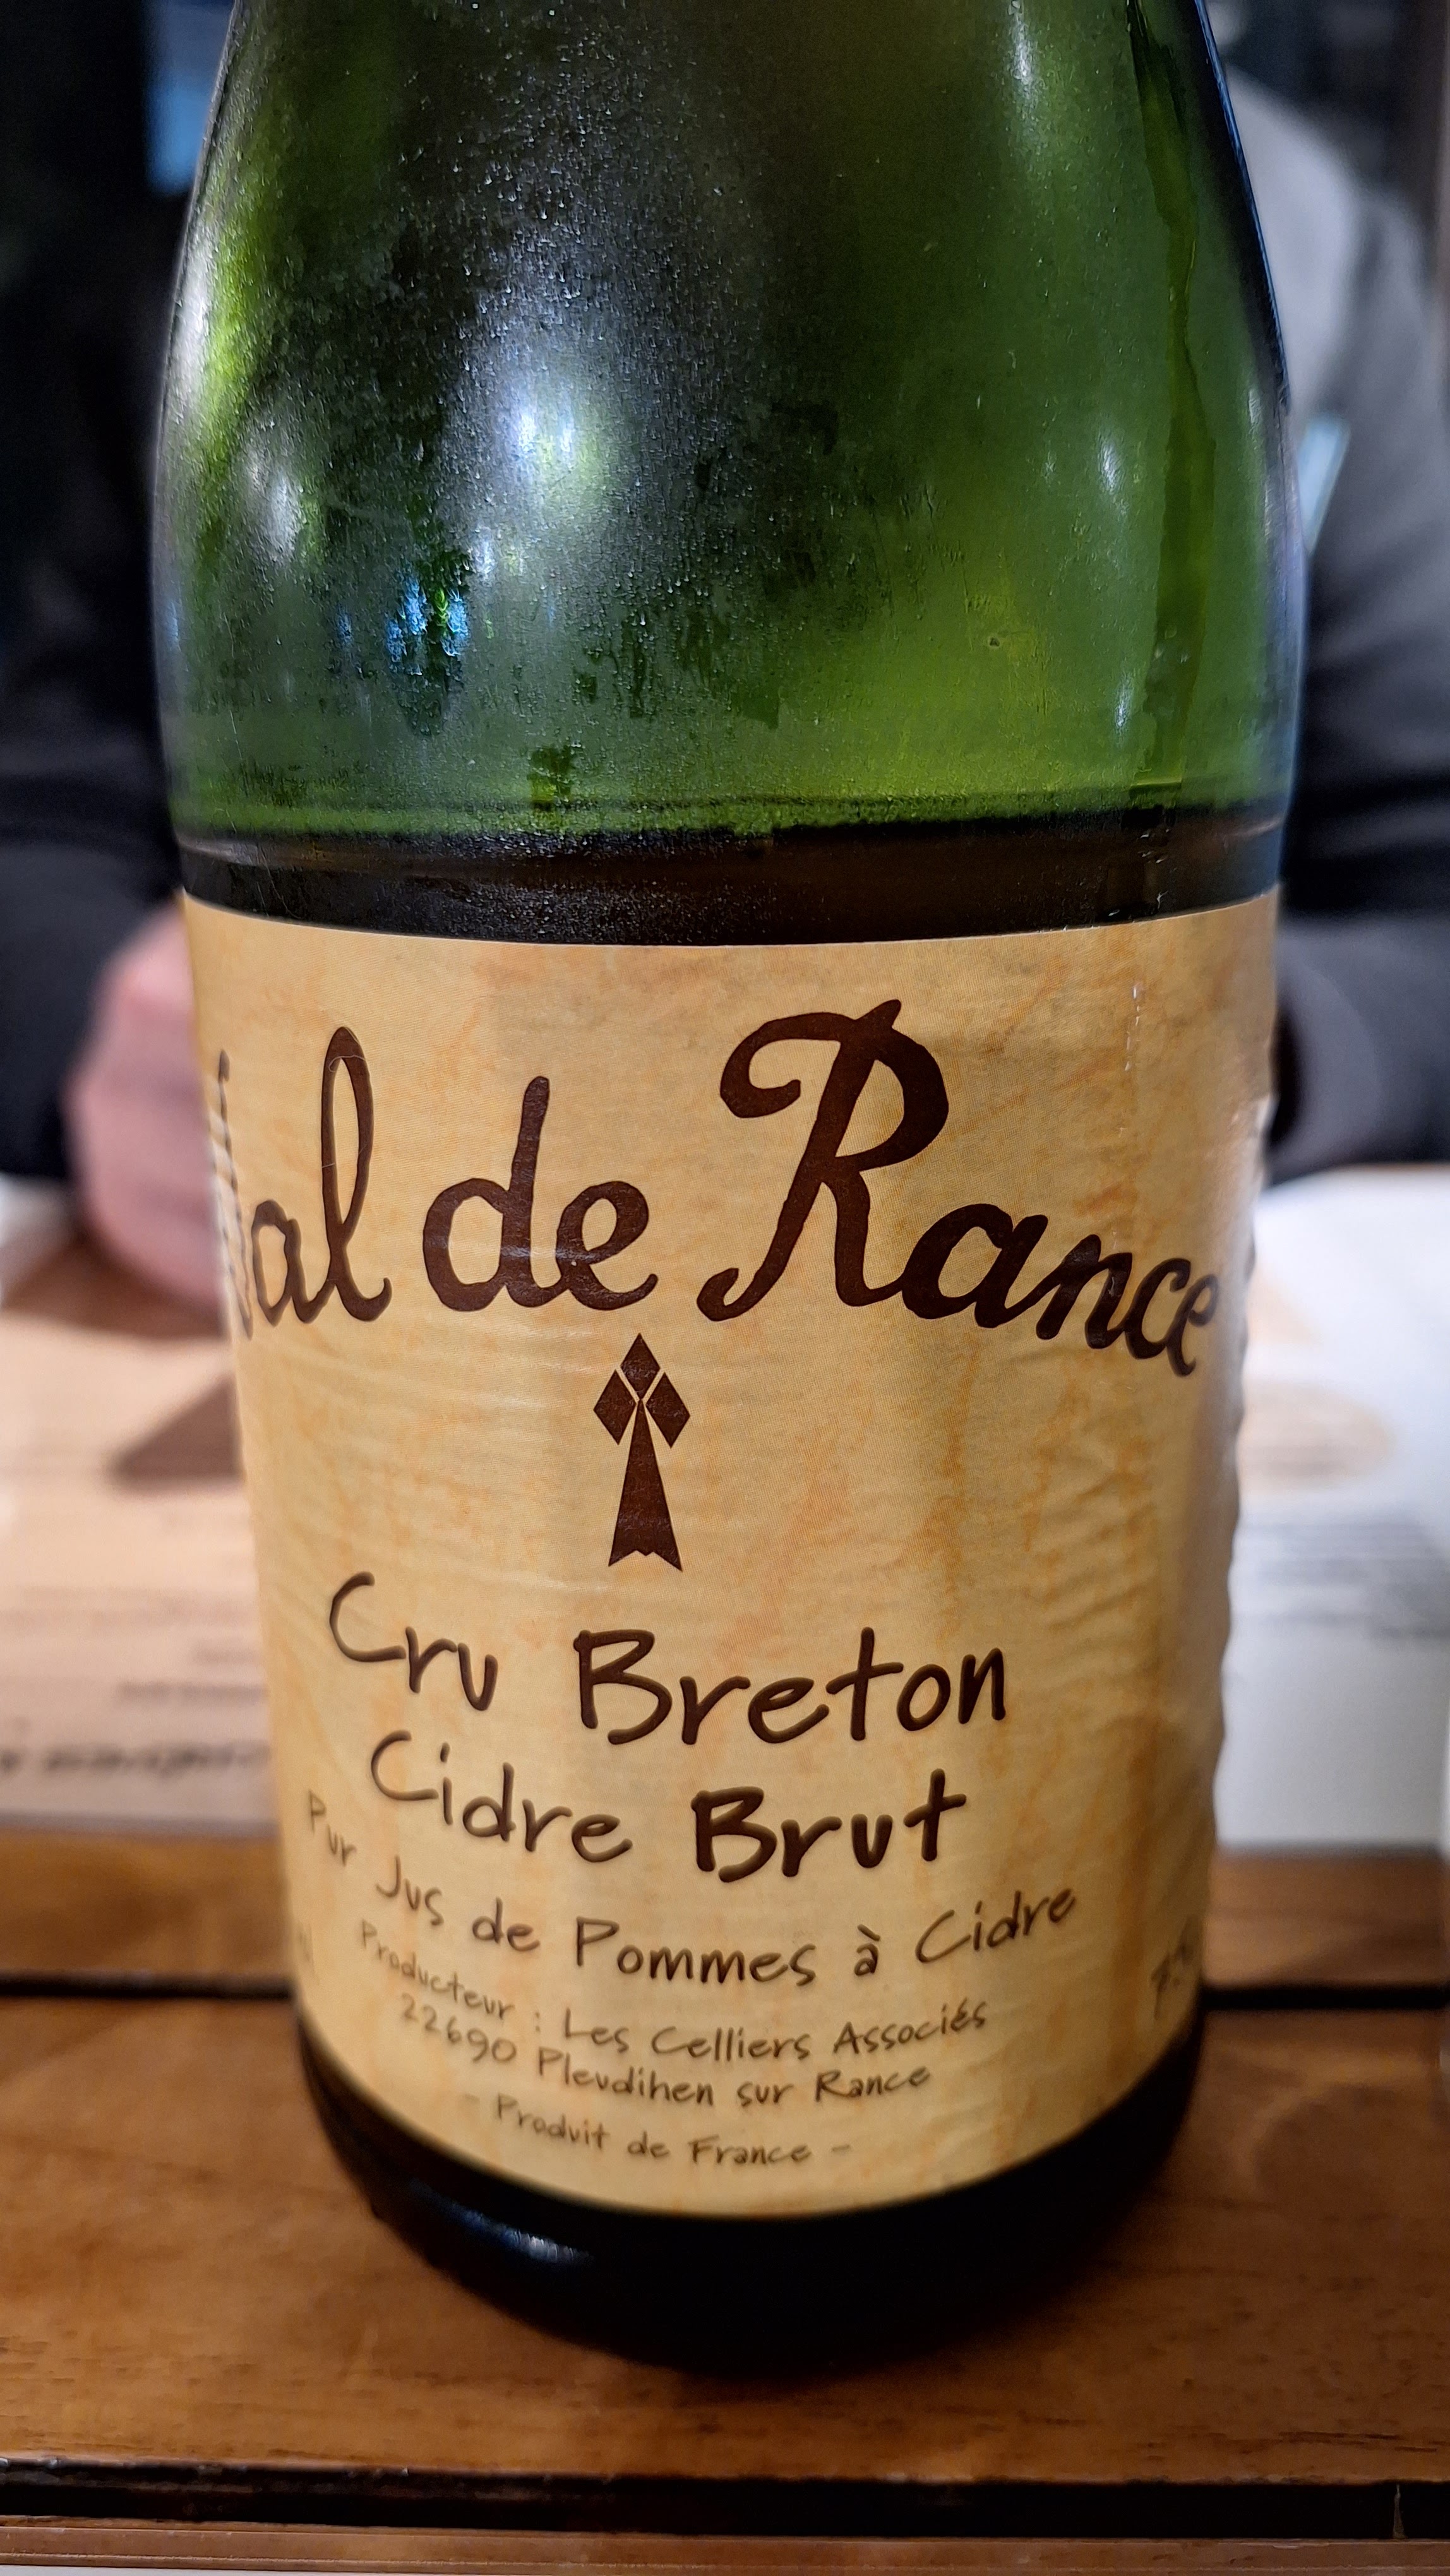 Val de Rance
Cru Breton
Cidre Brut
Pur Jus de Pommes à Cidre
Producteur : Les Celliers Associés
22690 Pleudihen sur Rance
- Produit de France -